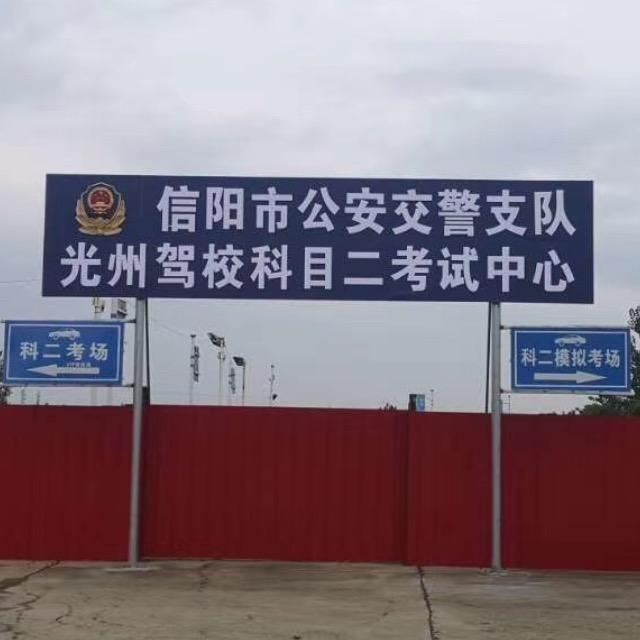 信阳市公安交警支队
光州驾校科目二考试中心
科二考场
科二模拟考场